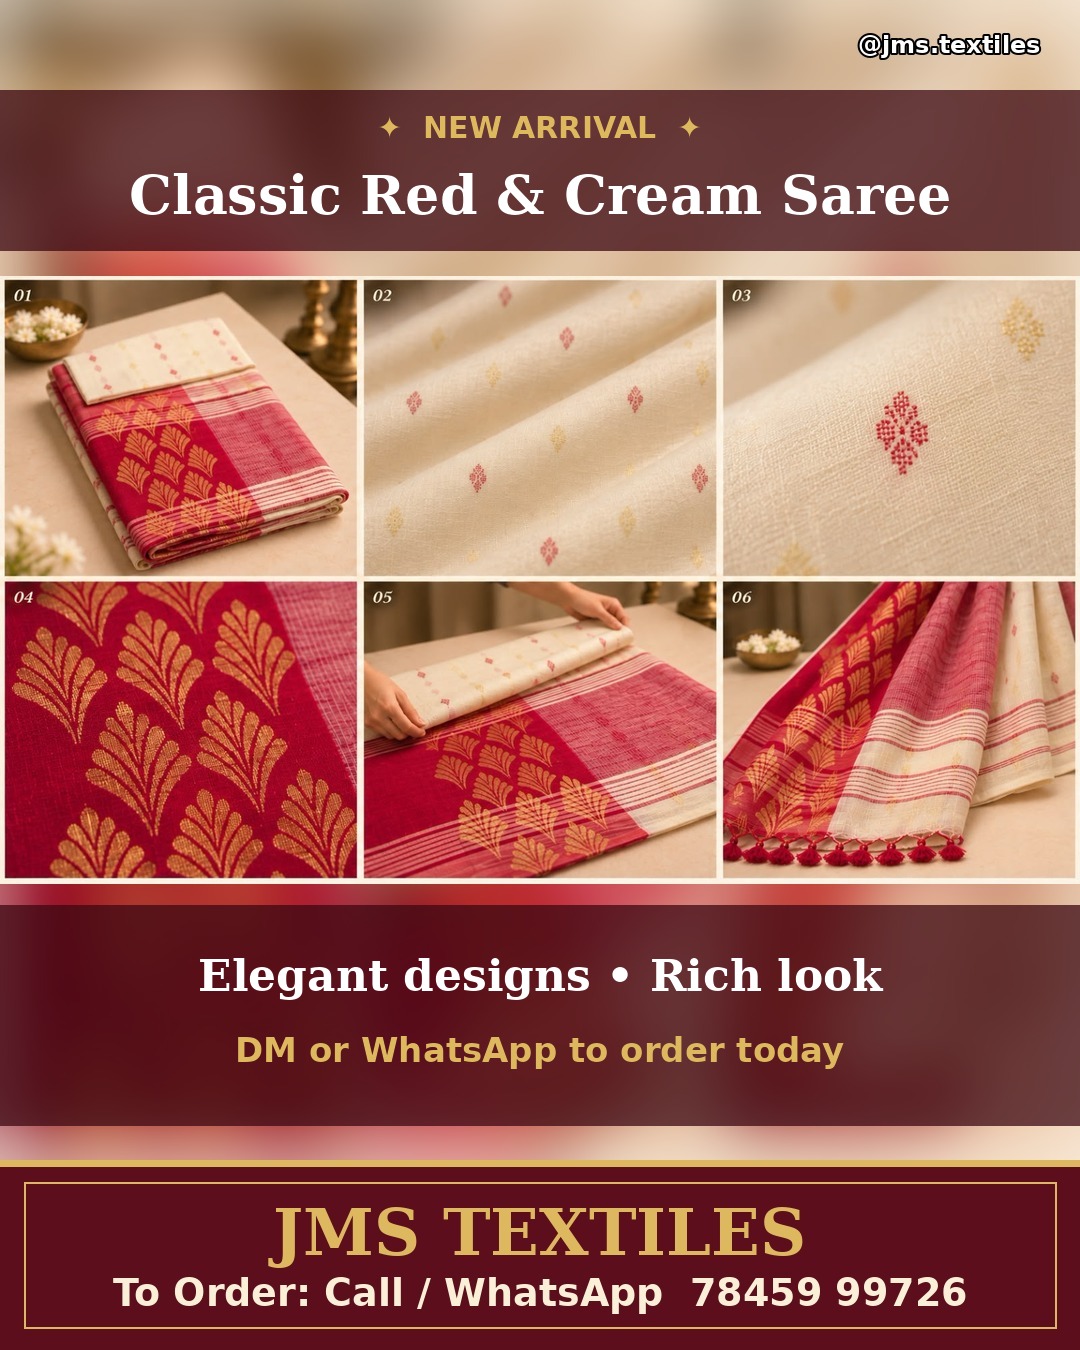 @jms.textiles
✦ NEW ARRIVAL ✦
Classic Red & Cream Saree
01
02
03
04
05
06
Elegant designs • Rich look
DM or WhatsApp to order today
JMS TEXTILES
To Order: Call / WhatsApp 78459 99726